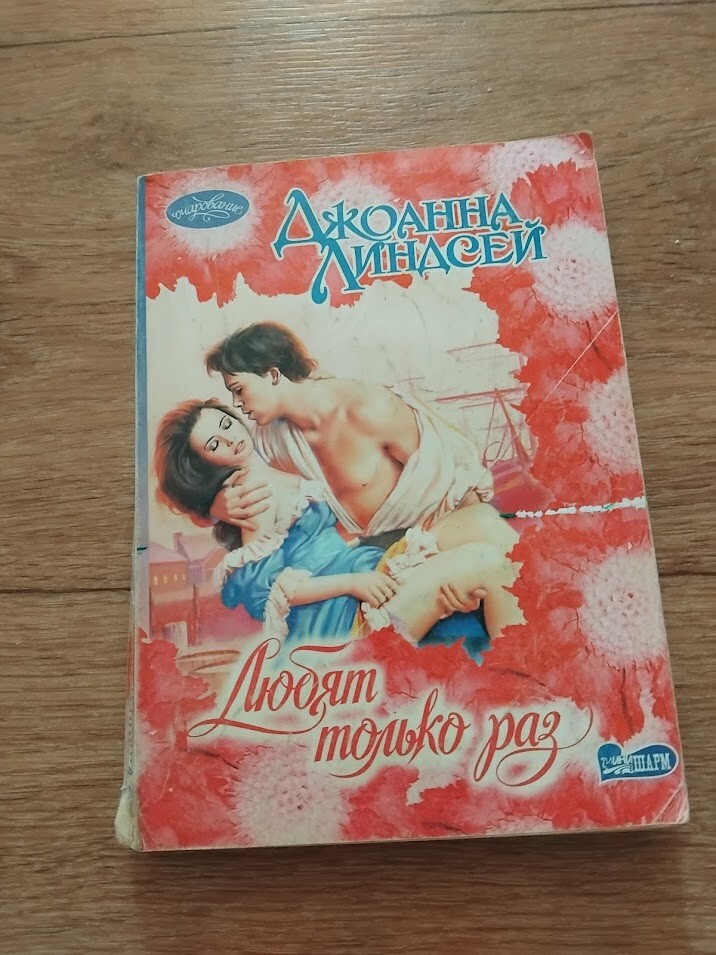 очарование
ДЖОАННА
ЛИНДСЕЙ
Любят
только раз
мини
ШАРМ